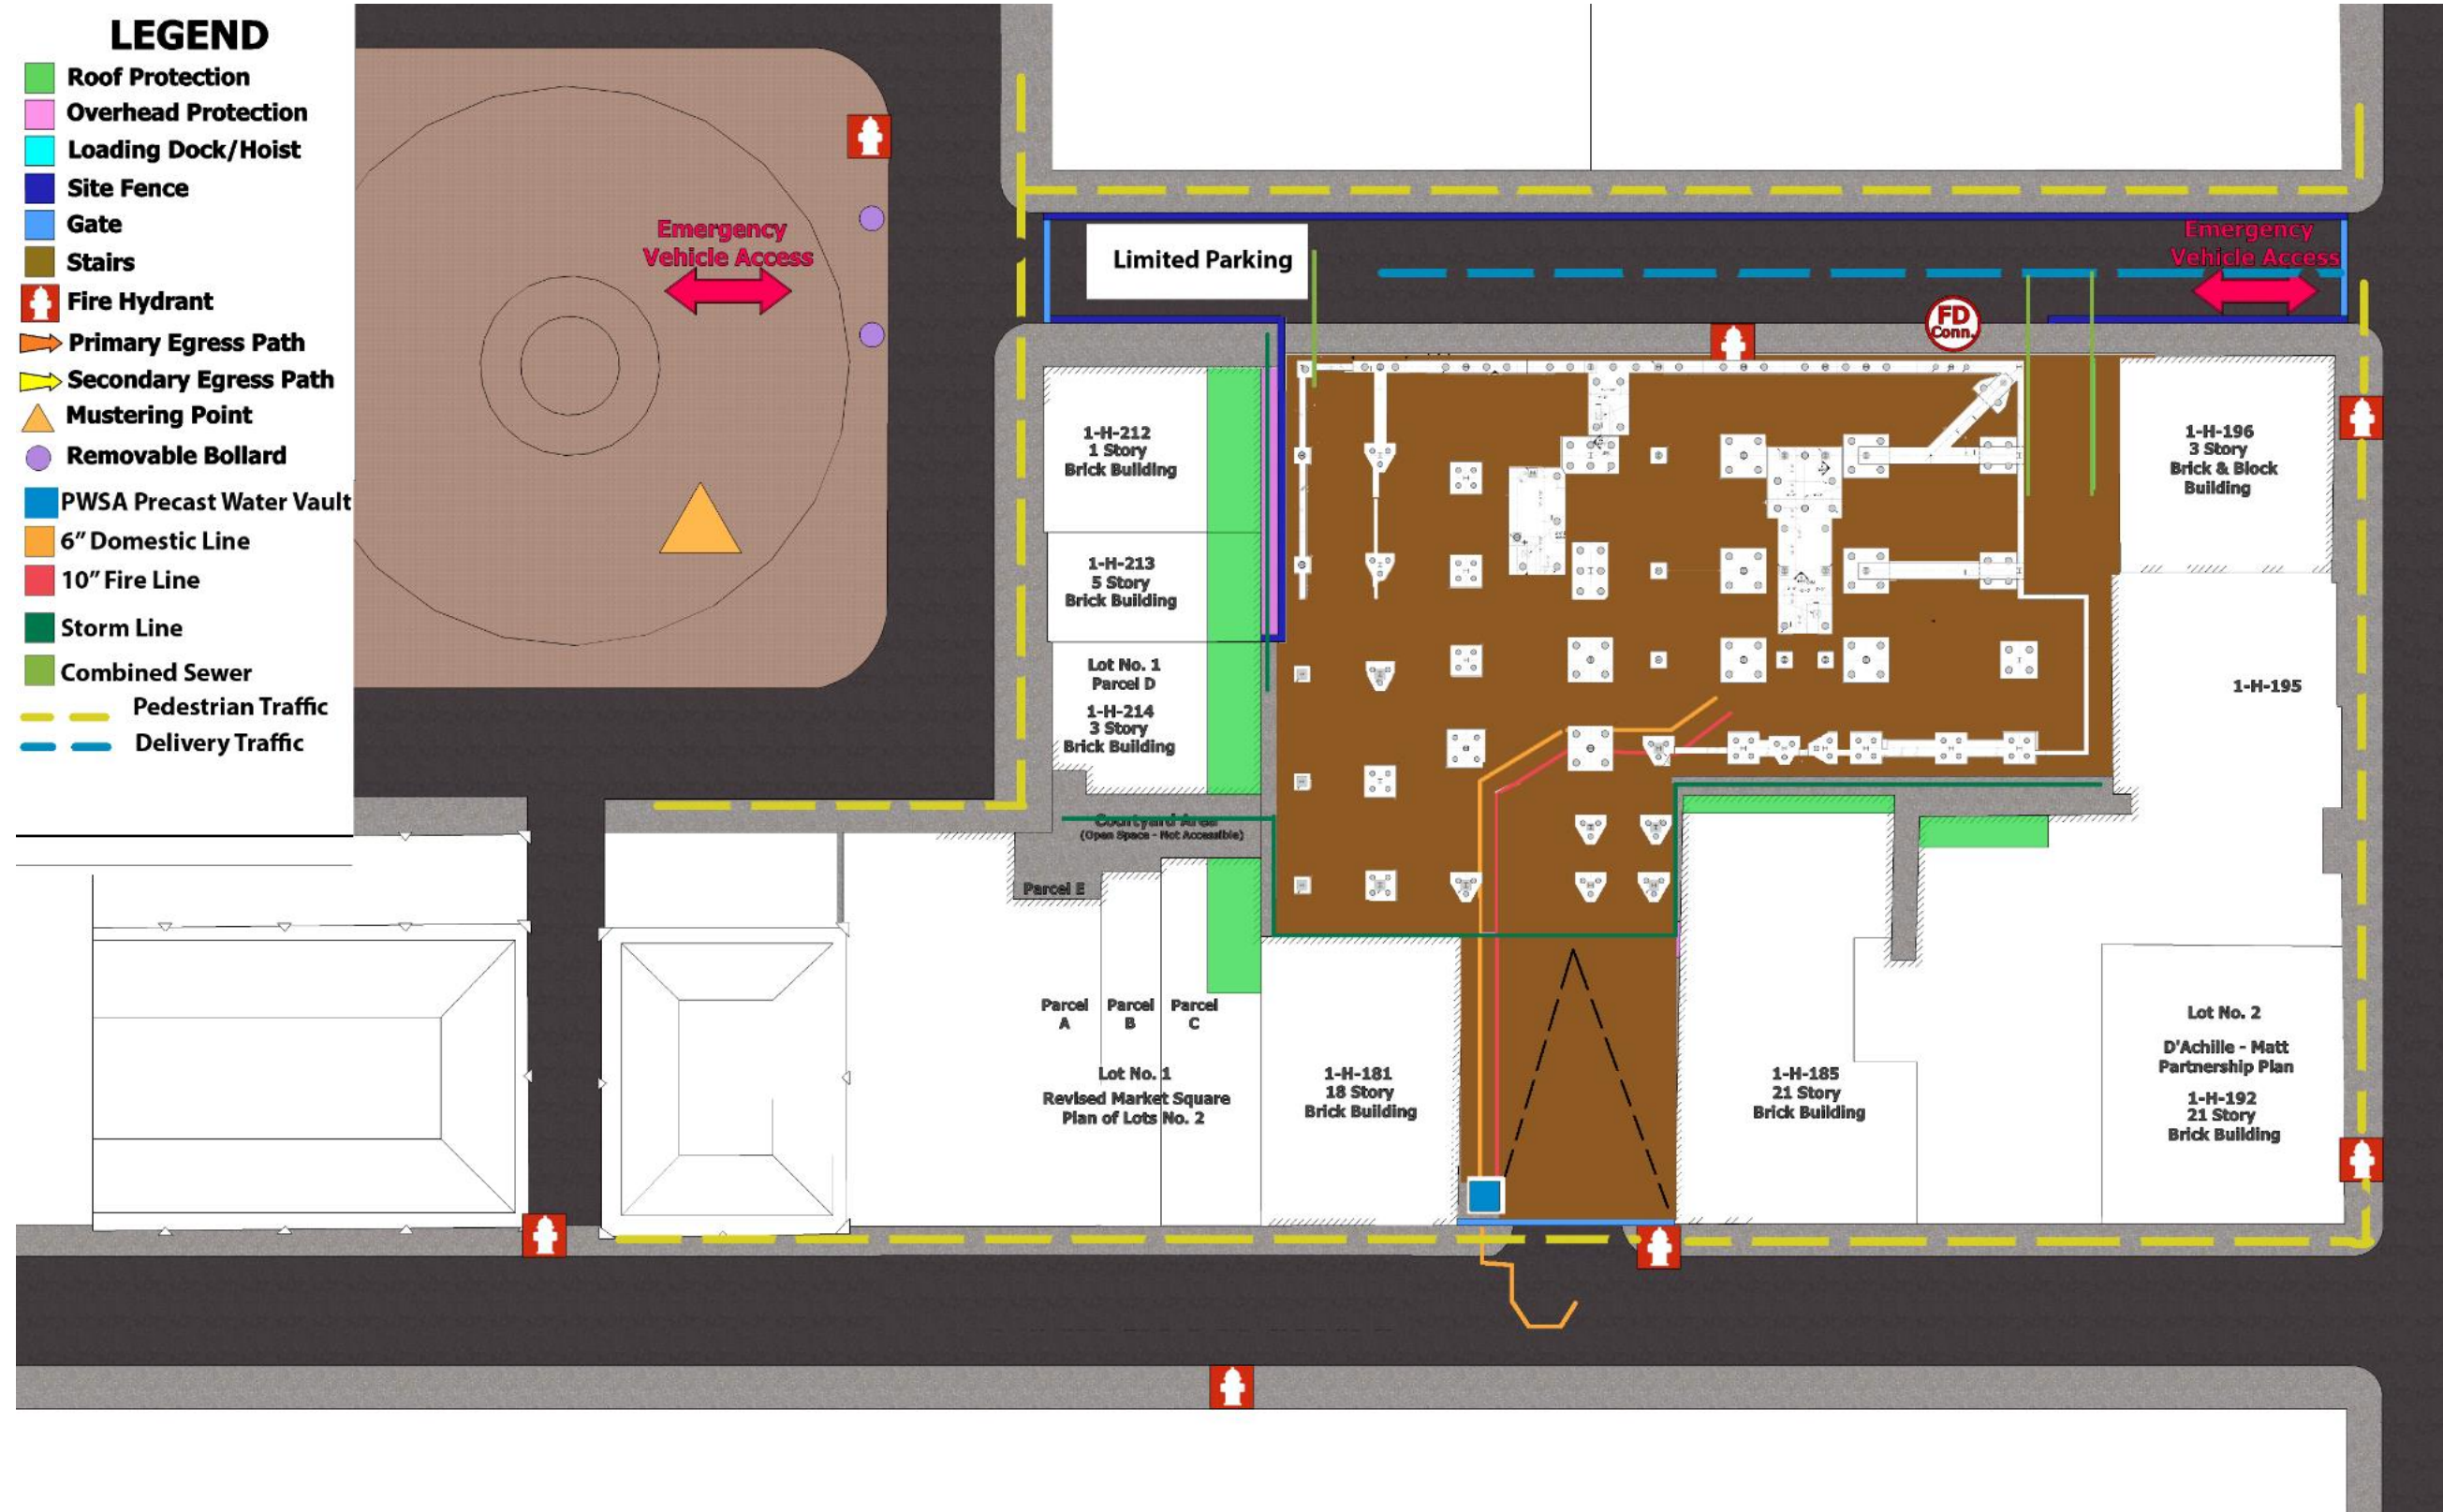 LEGEND
Roof Protection
Overhead Protection
Loading Dock/Hoist
Site Fence
Gate
Stairs
Fire Hydrant
Primary Egress Path
Secondary Egress Path
Mustering Point
Removable Bollard
PWSA Precast Water Vault
6” Domestic Line
10” Fire Line
Storm Line
Combined Sewer
Pedestrian Traffic
Delivery Traffic
Emergency
Vehicle Access
Limited Parking
Emergency
Vehicle Access
FD
Conn.
1-H-212
1 Story
Brick Building
1-H-213
5 Story
Brick Building
Lot No. 1
Parcel D
1-H-214
3 Story
Brick Building
Courtyard Area
(Open Space - Not Accessible)
Parcel E
Parcel
A
Parcel
B
Parcel
C
Lot No. 1
Revised Market Square
Plan of Lots No. 2
1-H-181
18 Story
Brick Building
1-H-185
21 Story
Brick Building
1-H-196
3 Story
Brick & Block
Building
1-H-195
Lot No. 2
D'Achille - Matt
Partnership Plan
1-H-192
21 Story
Brick Building